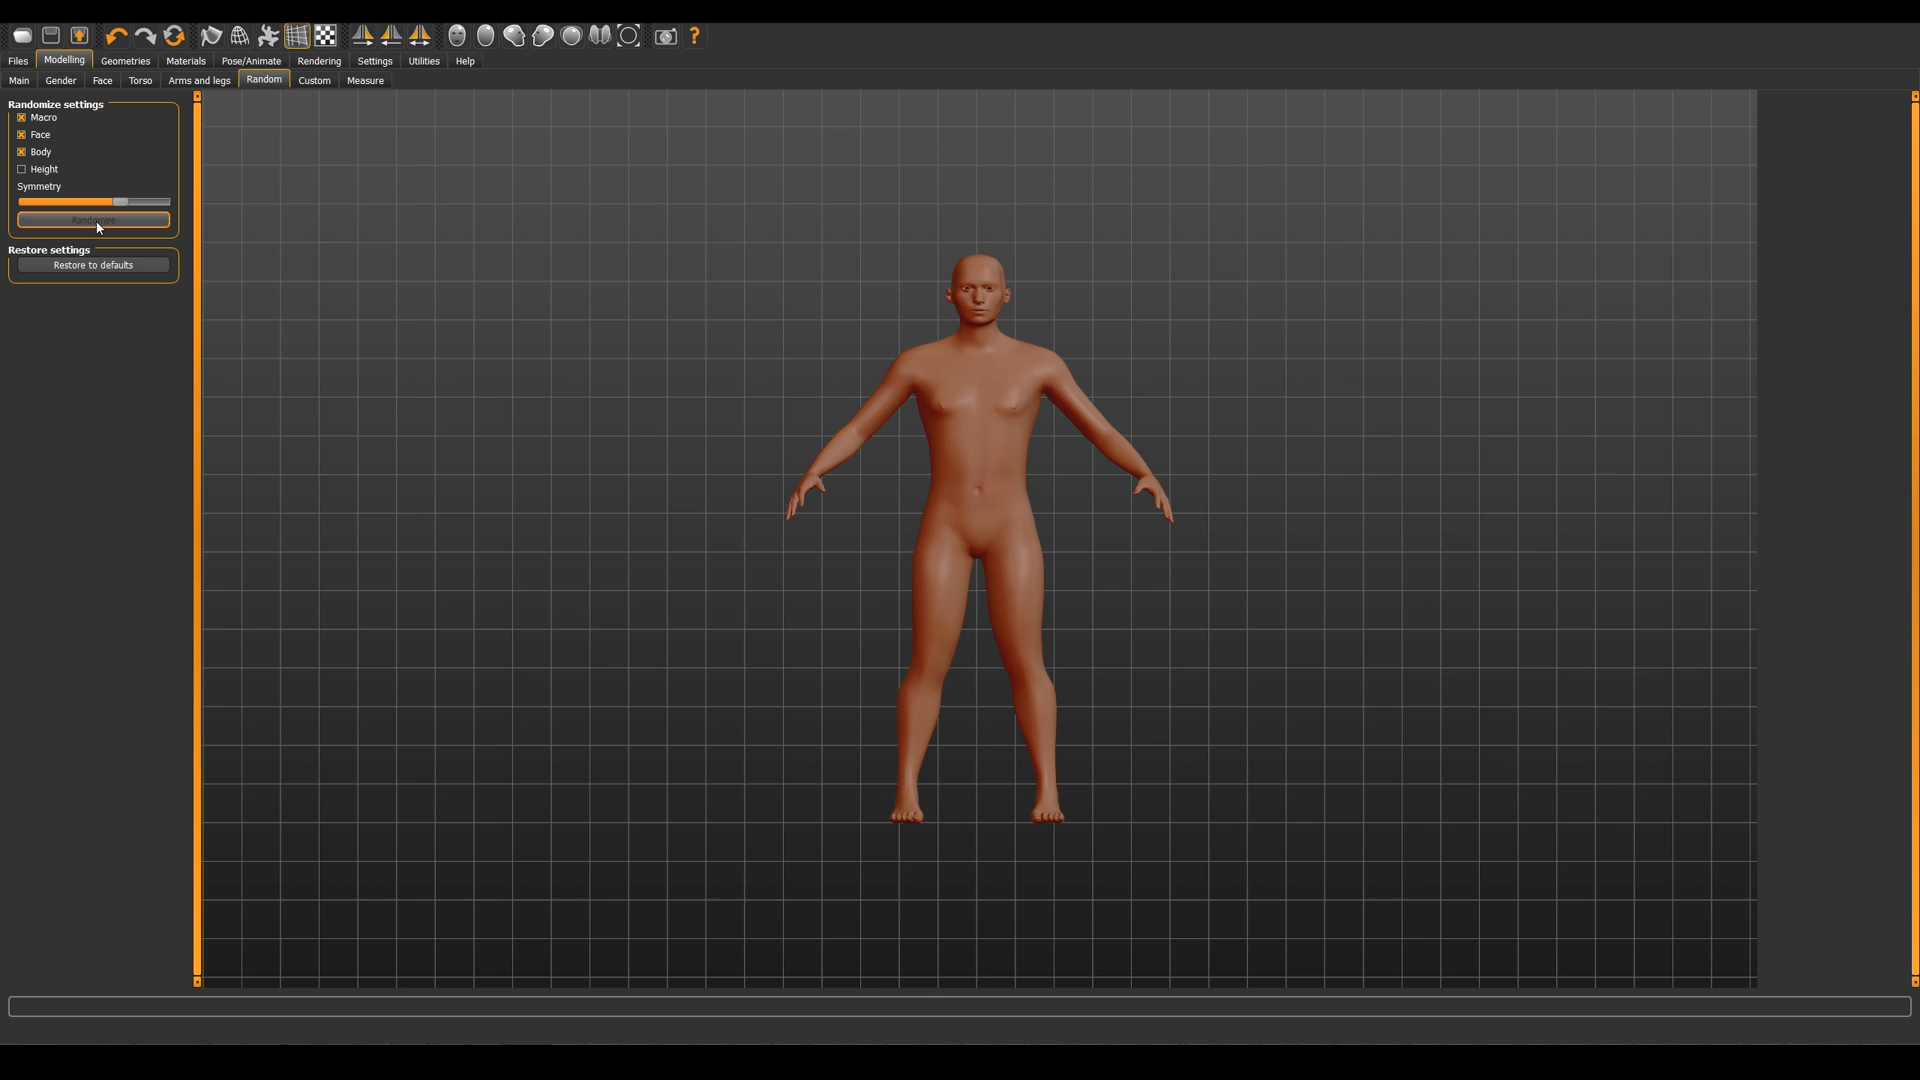 ?
Files Modelling Geometries Materials Pose/Animate Rendering Settings Utilities Help
Main Gender Face Torso Arms and legs Random Custom Measure
Randomize settings
Macro
Face
Body
Height
Symmetry
Randomize
Restore settings
Restore to defaults